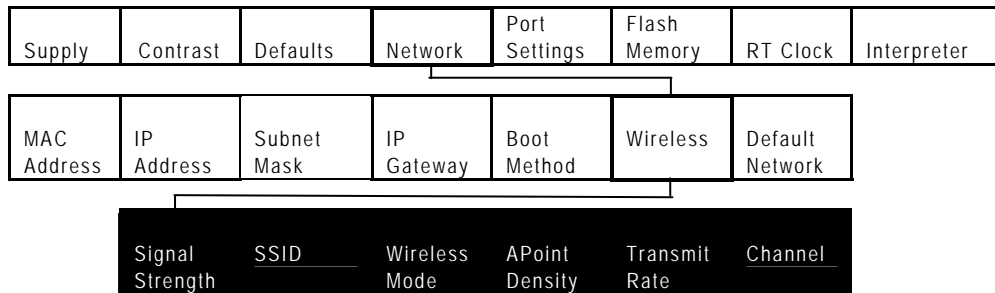 Supply Contrast Defaults Network Port Settings Flash Memory RT Clock Interpreter
MAC Address IP Address Subnet Mask IP Gateway Boot Method Wireless Default Network
Signal Strength SSID Wireless Mode APoint Density Transmit Rate Channel